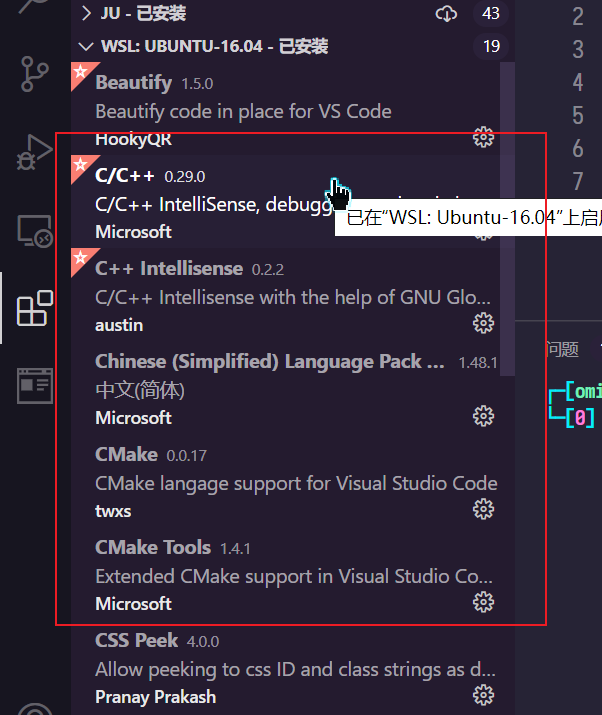 JU - 已安装 43
WSL: UBUNTU-16.04 - 已安装 19
Beautify 1.5.0
Beautify code in place for VS Code
HookyQR
C/C++ 0.29.0
C/C++ IntelliSense, debugg
已在“WSL: Ubuntu-16.04”上启
Microsoft
C++ Intellisense 0.2.2
C/C++ Intellisense with the help of GNU Glo...
austin
Chinese (Simplified) Language Pack ... 1.48.1
中文(简体)
Microsoft
CMake 0.0.17
CMake langage support for Visual Studio Code
twxs
CMake Tools 1.4.1
Extended CMake support in Visual Studio Co...
Microsoft
CSS Peek 4.0.0
Allow peeking to css ID and class strings as d...
Pranay Prakash
2
3
4
5
6
7
问题
[omi
[0]